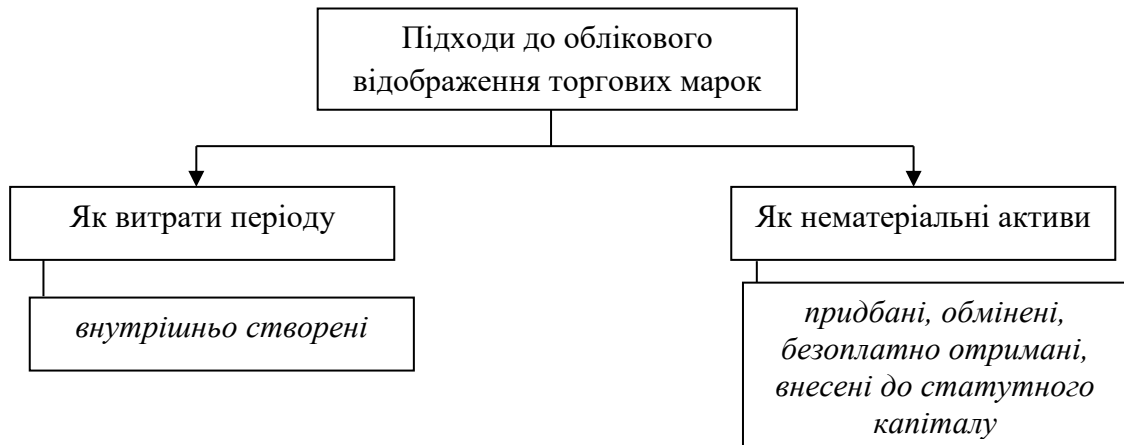 Підходи до облікового
відображення торгових марок
Як витрати періоду
Як нематеріальні активи
внутрішньо створені
придбані, обмінені,
безоплатно отримані,
внесені до статутного
капіталу